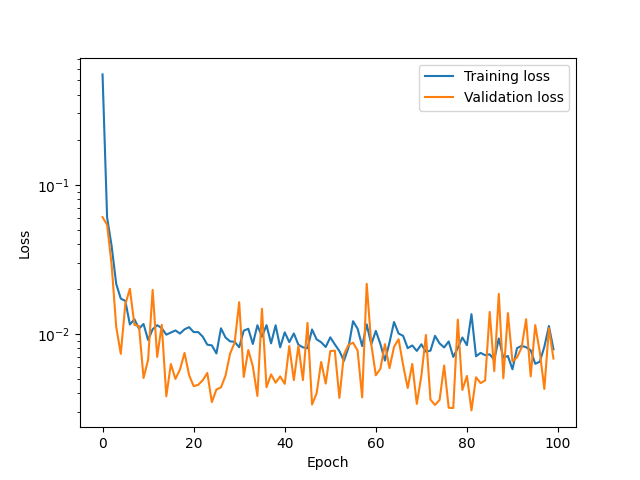 Training loss
Validation loss
Loss
10⁻¹
10⁻²
0 20 40 60 80 100
Epoch